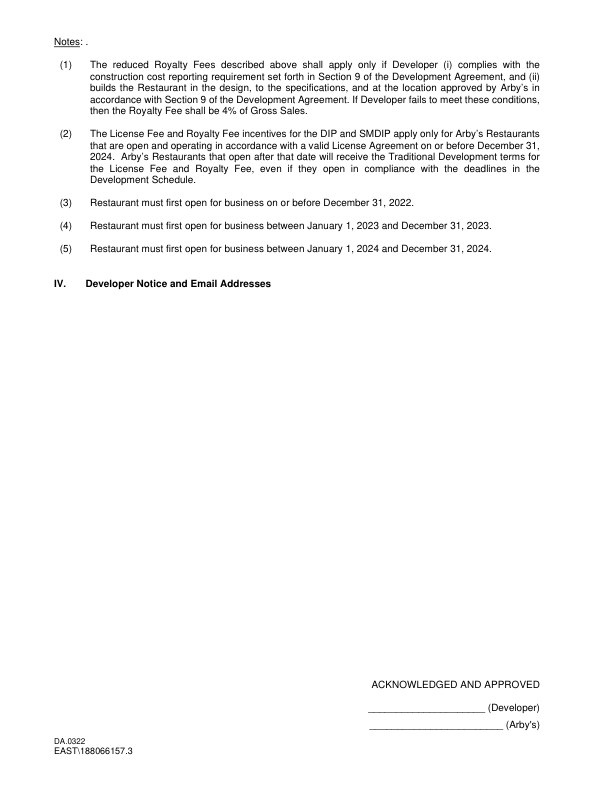 Notes: .
(1) The reduced Royalty Fees described above shall apply only if Developer (i) complies with the
construction cost reporting requirement set forth in Section 9 of the Development Agreement, and (ii)
builds the Restaurant in the design, to the specifications, and at the location approved by Arby's in
accordance with Section 9 of the Development Agreement. If Developer fails to meet these conditions,
then the Royalty Fee shall be 4% of Gross Sales.
(2) The License Fee and Royalty Fee incentives for the DIP and SMDIP apply only for Arby's Restaurants
that are open and operating in accordance with a valid License Agreement on or before December 31,
2024. Arby's Restaurants that open after that date will receive the Traditional Development terms for
the License Fee and Royalty Fee, even if they open in compliance with the deadlines in the
Development Schedule.
(3) Restaurant must first open for business on or before December 31, 2022.
(4) Restaurant must first open for business between January 1, 2023 and December 31, 2023.
(5) Restaurant must first open for business between January 1, 2024 and December 31, 2024.
IV. Developer Notice and Email Addresses
ACKNOWLEDGED AND APPROVED
_____________________ (Developer)
________________________ (Arby's)
DA.0322
EAST\188066157.3